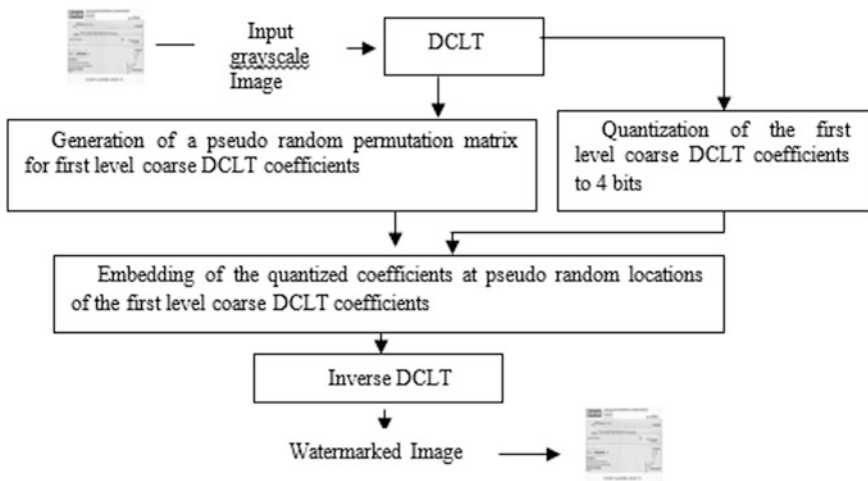 Input
grayscale
Image
DCLT
Generation of a pseudo random permutation matrix
for first level coarse DCLT coefficients
Quantization of the first
level coarse DCLT coefficients
to 4 bits
Embedding of the quantized coefficients at pseudo random locations
of the first level coarse DCLT coefficients
Inverse DCLT
Watermarked Image